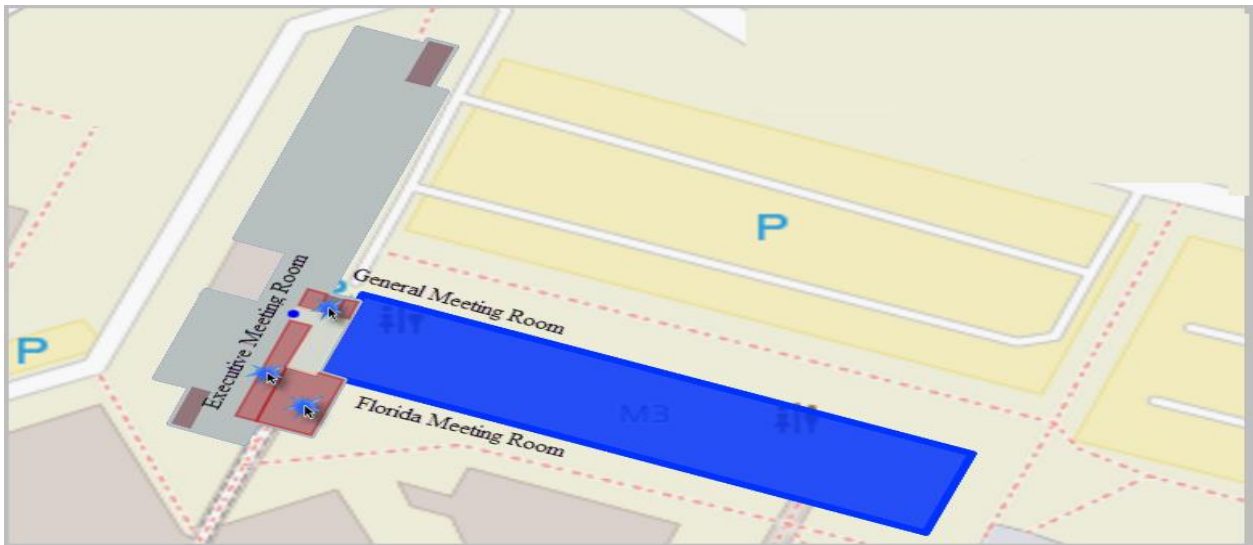 P
General Meeting Room
Executive Meeting Room
P
M3
Florida Meeting Room